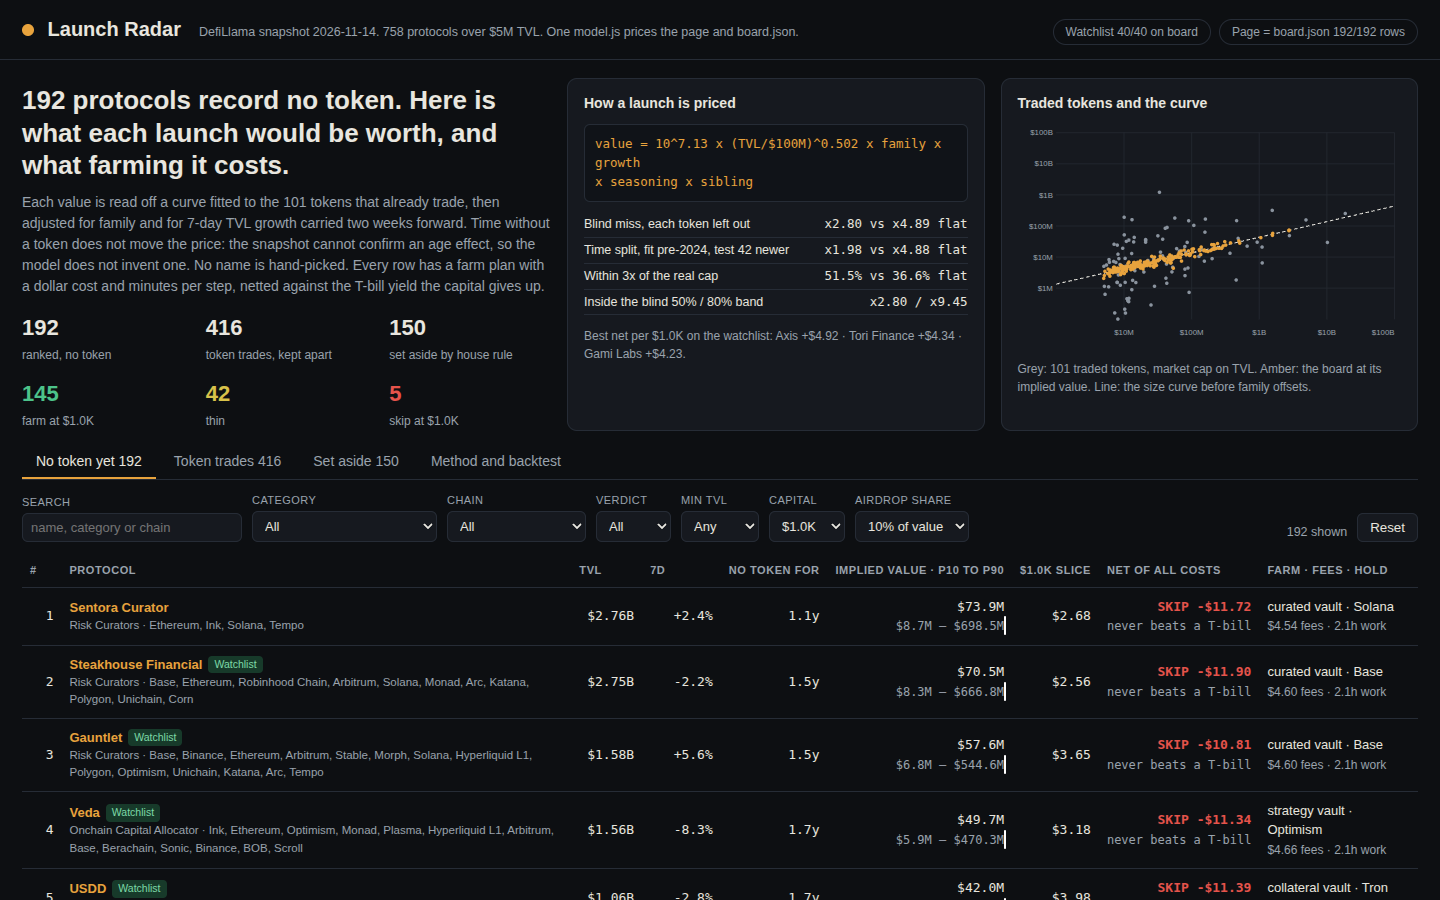 Launch Radar
DefiLlama snapshot 2026-11-14. 758 protocols over $5M TVL. One model.js prices the page and board.json.
Watchlist 40/40 on board
Page = board.json 192/192 rows
192 protocols record no token. Here is
what each launch would be worth, and
what farming it costs.
Each value is read off a curve fitted to the 101 tokens that already trade, then
adjusted for family and for 7-day TVL growth carried two weeks forward. Time without
a token does not move the price: the snapshot cannot confirm an age effect, so the
model does not invent one. No name is hand-picked. Every row has a farm plan with
a dollar cost and minutes per step, netted against the T-bill yield the capital gives up.
192
ranked, no token
416
token trades, kept apart
150
set aside by house rule
145
farm at $1.0K
42
thin
5
skip at $1.0K
How a launch is priced
value = 10^7.13 x (TVL/$100M)^0.502 x family x
growth
x seasoning x sibling
Blind miss, each token left out x2.80 vs x4.89 flat
Time split, fit pre-2024, test 42 newer x1.98 vs x4.88 flat
Within 3x of the real cap 51.5% vs 36.6% flat
Inside the blind 50% / 80% band x2.80 / x9.45
Best net per $1.0K on the watchlist: Axis +$4.92 · Tori Finance +$4.34 ·
Gami Labs +$4.23.
Traded tokens and the curve
$100B
$10B
$1B
$100M
$10M
$1M
$10M $100M $1B $10B $100B
Grey: 101 traded tokens, market cap on TVL. Amber: the board at its
implied value. Line: the size curve before family offsets.
No token yet 192
Token trades 416
Set aside 150
Method and backtest
SEARCH
name, category or chain
CATEGORY
All
CHAIN
All
VERDICT
All
MIN TVL
Any
CAPITAL
$1.0K
AIRDROP SHARE
10% of value
192 shown
Reset
# PROTOCOL TVL 7D NO TOKEN FOR IMPLIED VALUE · P10 TO P90 $1.0K SLICE NET OF ALL COSTS FARM · FEES · HOLD
1 Sentora Curator $2.76B +2.4% 1.1y $73.9M $2.68 SKIP -$11.72 curated vault · Solana
Risk Curators · Ethereum, Ink, Solana, Tempo $8.7M – $698.5M never beats a T-bill $4.54 fees · 2.1h work
2 Steakhouse Financial Watchlist $2.75B -2.2% 1.5y $70.5M $2.56 SKIP -$11.90 curated vault · Base
Risk Curators · Base, Ethereum, Robinhood Chain, Arbitrum, Solana, Monad, Arc, Katana, $8.3M – $666.8M never beats a T-bill $4.60 fees · 2.1h work
Polygon, Unichain, Corn
3 Gauntlet Watchlist $1.58B +5.6% 1.5y $57.6M $3.65 SKIP -$10.81 curated vault · Base
Risk Curators · Base, Binance, Ethereum, Arbitrum, Stable, Morph, Solana, Hyperliquid L1, $6.8M – $544.6M never beats a T-bill $4.60 fees · 2.1h work
Polygon, Optimism, Unichain, Katana, Arc, Tempo
4 Veda Watchlist $1.56B -8.3% 1.7y $49.7M $3.18 SKIP -$11.34 strategy vault ·
Optimism
Onchain Capital Allocator · Ink, Ethereum, Optimism, Monad, Plasma, Hyperliquid L1, Arbitrum, $5.9M – $470.3M never beats a T-bill $4.66 fees · 2.1h work
Base, Berachain, Sonic, Binance, BOB, Scroll
5 USDD Watchlist $1.06B -2.8% 1.7y $42.0M $3.98 SKIP -$11.39 collateral vault · Tron